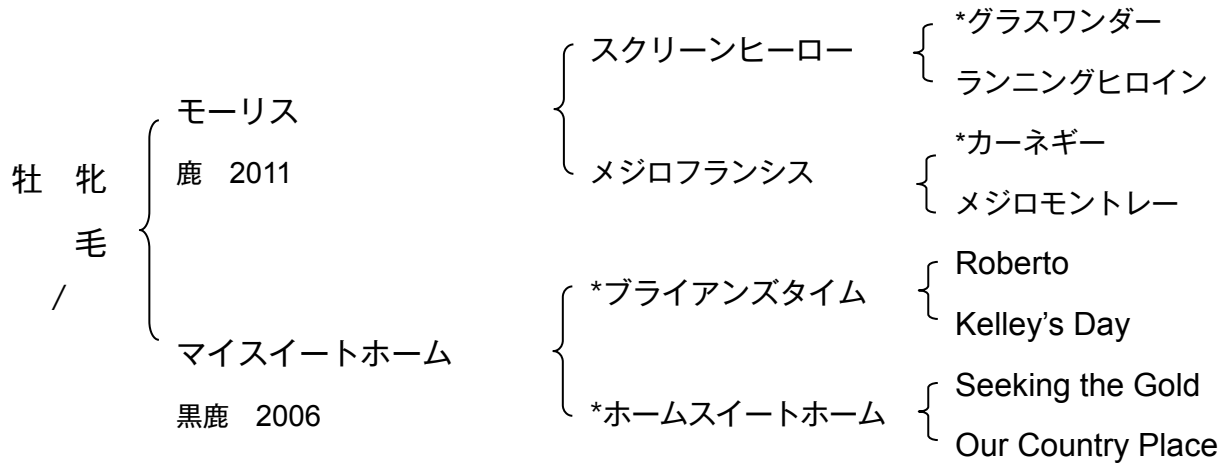 牡 牝
毛
/
モーリス
鹿 2011
スクリーンヒーロー
*グラスワンダー
ランニングヒロイン
メジロフランシス
*カーネギー
メジロモントレー
マイスイートホーム
黒鹿 2006
*ブライアンズタイム
Roberto
Kelley’s Day
*ホームスイートホーム
Seeking the Gold
Our Country Place